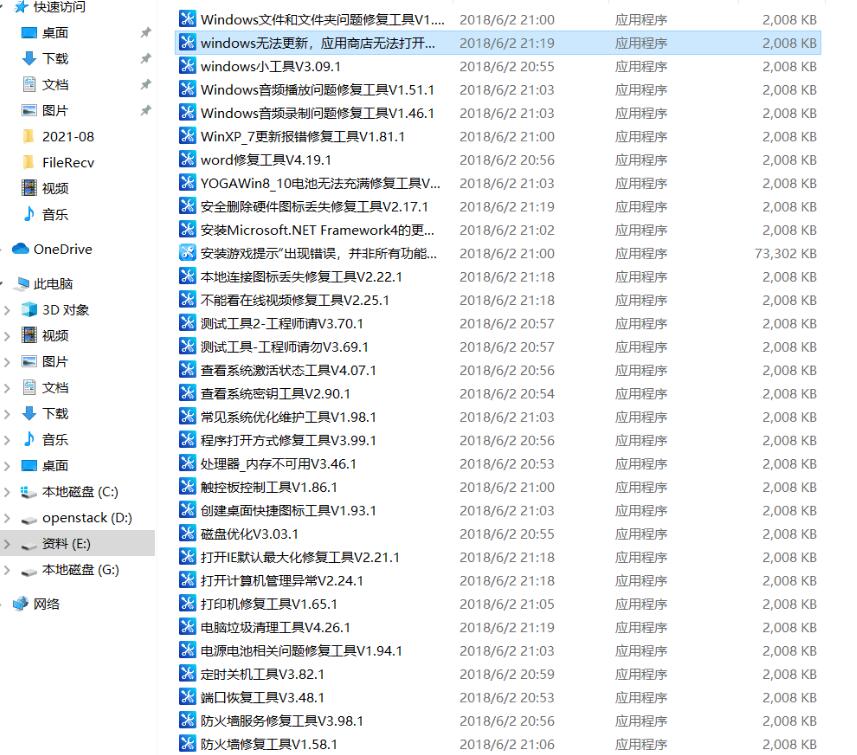 快速访问
桌面
下载
文档
图片
2021-08
FileRecv
视频
音乐
OneDrive
此电脑
3D 对象
视频
图片
文档
下载
音乐
桌面
本地磁盘 (C:)
openstack (D:)
资料 (E:)
本地磁盘 (G:)
网络
Windows文件和文件夹问题修复工具V1.... 2018/6/2 21:00 应用程序 2,008 KB
windows无法更新，应用商店无法打开... 2018/6/2 21:19 应用程序 2,008 KB
windows小工具V3.09.1 2018/6/2 20:55 应用程序 2,008 KB
Windows音频播放问题修复工具V1.51.1 2018/6/2 21:03 应用程序 2,008 KB
Windows音频录制问题修复工具V1.46.1 2018/6/2 21:03 应用程序 2,008 KB
WinXP_7更新报错修复工具V1.81.1 2018/6/2 21:00 应用程序 2,008 KB
word修复工具V4.19.1 2018/6/2 20:56 应用程序 2,008 KB
YOGAWin8_10电池无法充满修复工具V... 2018/6/2 21:03 应用程序 2,008 KB
安全删除硬件图标丢失修复工具V2.17.1 2018/6/2 21:19 应用程序 2,008 KB
安装Microsoft.NET Framework4的更... 2018/6/2 21:02 应用程序 2,008 KB
安装游戏提示“出现错误，并非所有功能... 2018/6/2 21:00 应用程序 73,302 KB
本地连接图标丢失修复工具V2.22.1 2018/6/2 21:18 应用程序 2,008 KB
不能看在线视频修复工具V2.25.1 2018/6/2 21:18 应用程序 2,008 KB
测试工具2-工程师请V3.70.1 2018/6/2 20:57 应用程序 2,008 KB
测试工具-工程师请勿V3.69.1 2018/6/2 20:57 应用程序 2,008 KB
查看系统激活状态工具V4.07.1 2018/6/2 20:56 应用程序 2,008 KB
查看系统密钥工具V2.90.1 2018/6/2 20:54 应用程序 2,008 KB
常见系统优化维护工具V1.98.1 2018/6/2 21:03 应用程序 2,008 KB
程序打开方式修复工具V3.99.1 2018/6/2 20:56 应用程序 2,008 KB
处理器_内存不可用V3.46.1 2018/6/2 20:53 应用程序 2,008 KB
触控板控制工具V1.86.1 2018/6/2 21:00 应用程序 2,008 KB
创建桌面快捷图标工具V1.93.1 2018/6/2 21:03 应用程序 2,008 KB
磁盘优化V3.03.1 2018/6/2 20:55 应用程序 2,008 KB
打开IE默认最大化修复工具V2.21.1 2018/6/2 21:18 应用程序 2,008 KB
打开计算机管理异常V2.24.1 2018/6/2 21:18 应用程序 2,008 KB
打印机修复工具V1.65.1 2018/6/2 21:05 应用程序 2,008 KB
电脑垃圾清理工具V4.26.1 2018/6/2 21:19 应用程序 2,008 KB
电源电池相关问题修复工具V1.94.1 2018/6/2 21:03 应用程序 2,008 KB
定时关机工具V3.82.1 2018/6/2 20:59 应用程序 2,008 KB
端口恢复工具V3.48.1 2018/6/2 20:53 应用程序 2,008 KB
防火墙服务修复工具V3.98.1 2018/6/2 20:56 应用程序 2,008 KB
防火墙修复工具V1.58.1 2018/6/2 21:06 应用程序 2,008 KB